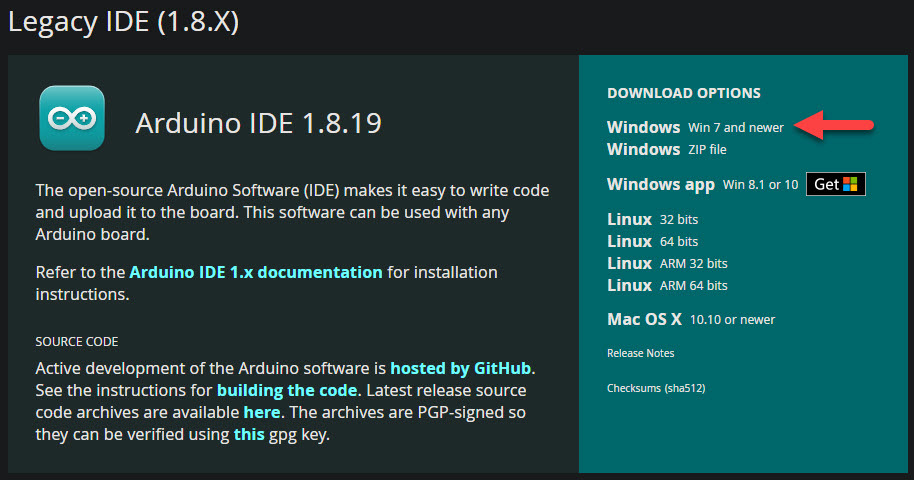 Legacy IDE (1.8.X)
Arduino IDE 1.8.19
The open-source Arduino Software (IDE) makes it easy to write code
and upload it to the board. This software can be used with any
Arduino board.
Refer to the Arduino IDE 1.x documentation for installation
instructions.
SOURCE CODE
Active development of the Arduino software is hosted by GitHub.
See the instructions for building the code. Latest release source
code archives are available here. The archives are PGP-signed so
they can be verified using this gpg key.
DOWNLOAD OPTIONS
Windows Win 7 and newer
Windows ZIP file
Windows app Win 8.1 or 10 Get
Linux 32 bits
Linux 64 bits
Linux ARM 32 bits
Linux ARM 64 bits
Mac OS X 10.10 or newer
Release Notes
Checksums (sha512)